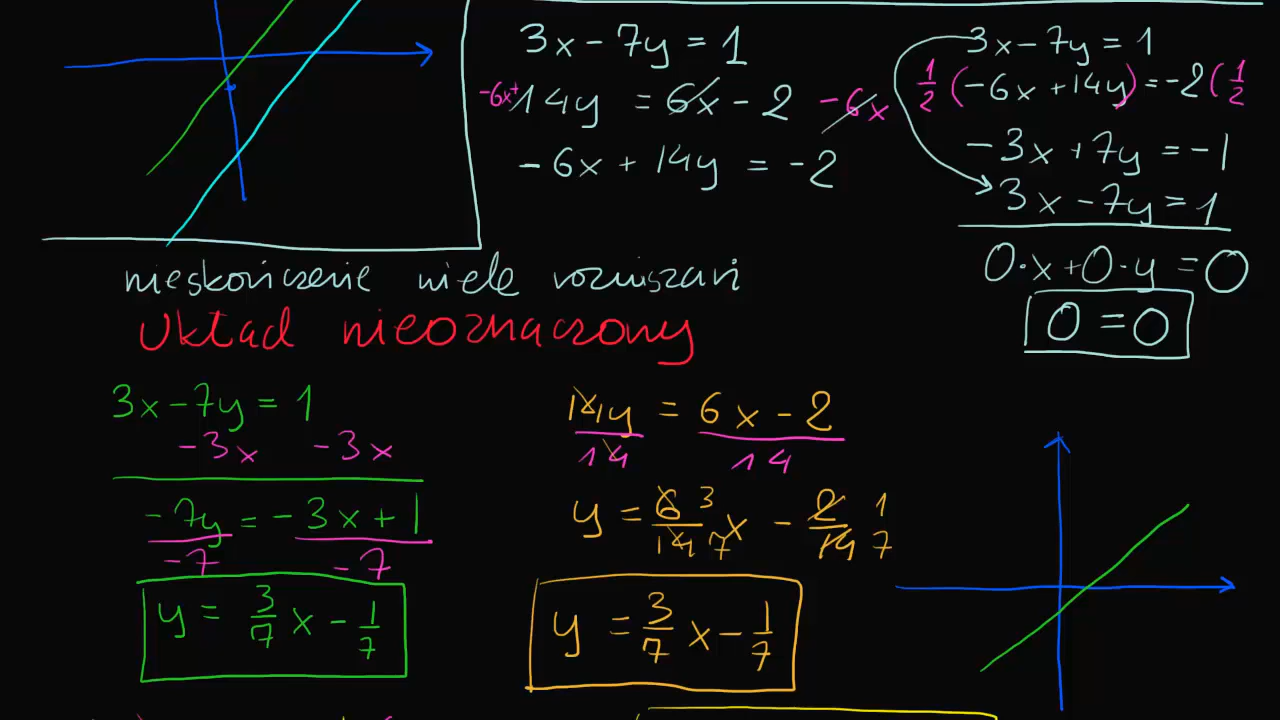 3x - 7y = 1
-6x + 14y = 6x - 2 - 6x
-6x + 14y = -2
3x - 7y = 1
1/2 (-6x + 14y) = -2 ( 1/2
-3x + 7y = -1
3x - 7y = 1
0·x + 0·y = 0
0 = 0
nieskończenie wiele rozwiszań
Układ nieoznaczony
3x - 7y = 1
-3x -3x
-7y = -3x + 1
-7 -7
y = 3/7 x - 1/7
14y = 6x - 2
14 14
y = 6/14 3/7 x - 2/14 1/7
y = 3/7 x - 1/7